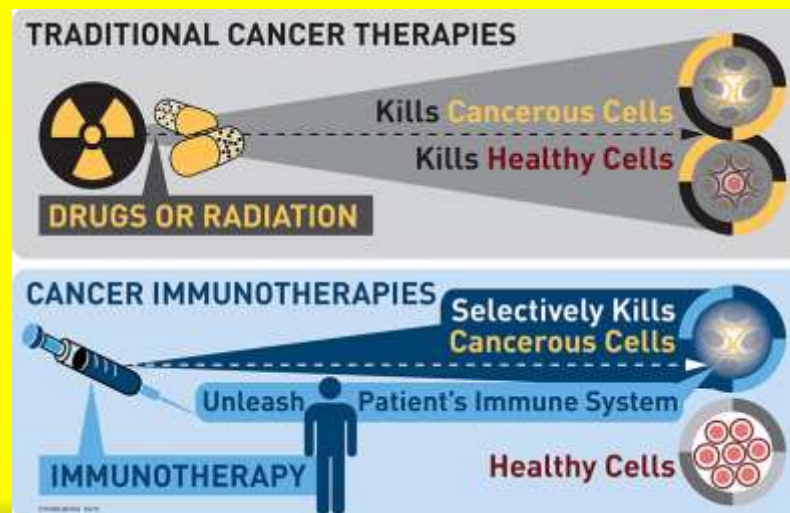 TRADITIONAL CANCER THERAPIES
Kills Cancerous Cells
Kills Healthy Cells
DRUGS OR RADIATION
CANCER IMMUNOTHERAPIES
Selectively Kills
Cancerous Cells
Unleash Patient's Immune System
IMMUNOTHERAPY
Healthy Cells